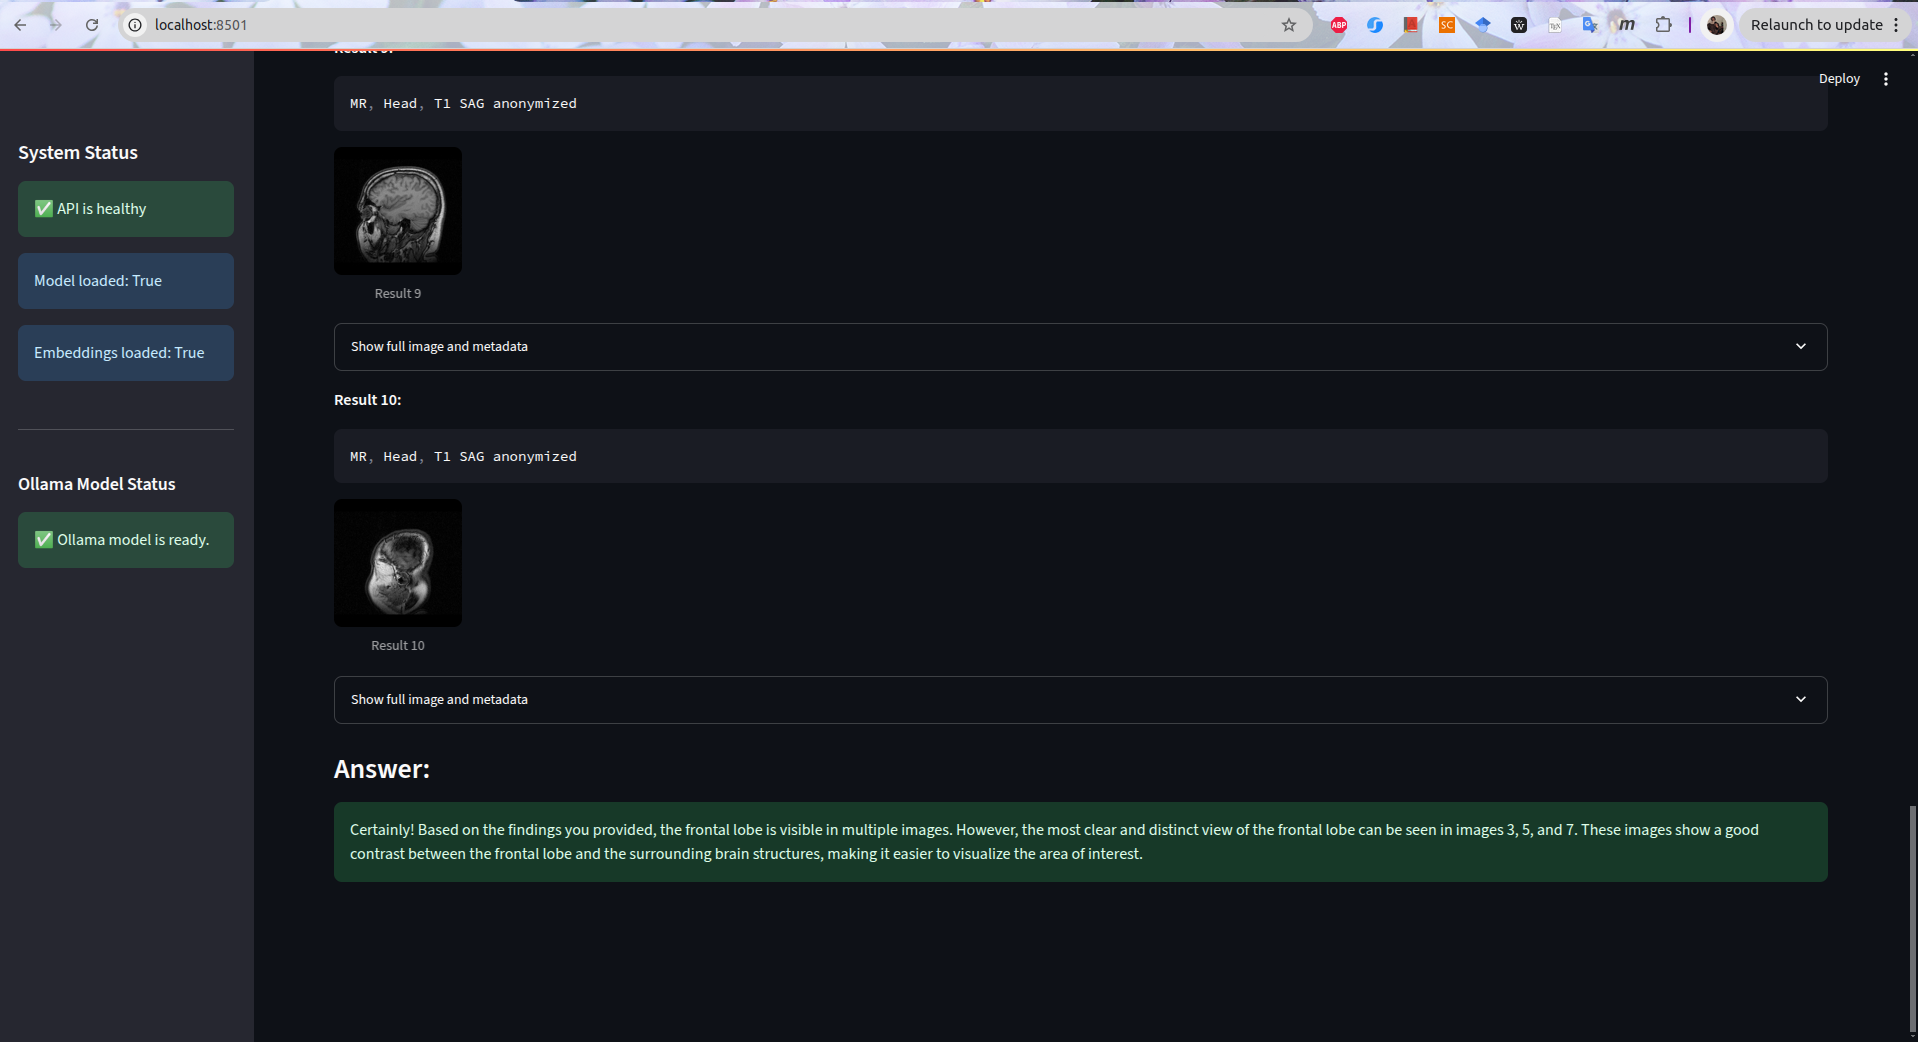 localhost:8501
ABP
SC
W
m
Relaunch to update
Deploy
System Status
✅ API is healthy
Model loaded: True
Embeddings loaded: True
Ollama Model Status
✅ Ollama model is ready.
Result 9:
MR, Head, T1 SAG anonymized
Result 9
Show full image and metadata
Result 10:
MR, Head, T1 SAG anonymized
Result 10
Show full image and metadata
Answer:
Certainly! Based on the findings you provided, the frontal lobe is visible in multiple images. However, the most clear and distinct view of the frontal lobe can be seen in images 3, 5, and 7. These images show a good
contrast between the frontal lobe and the surrounding brain structures, making it easier to visualize the area of interest.